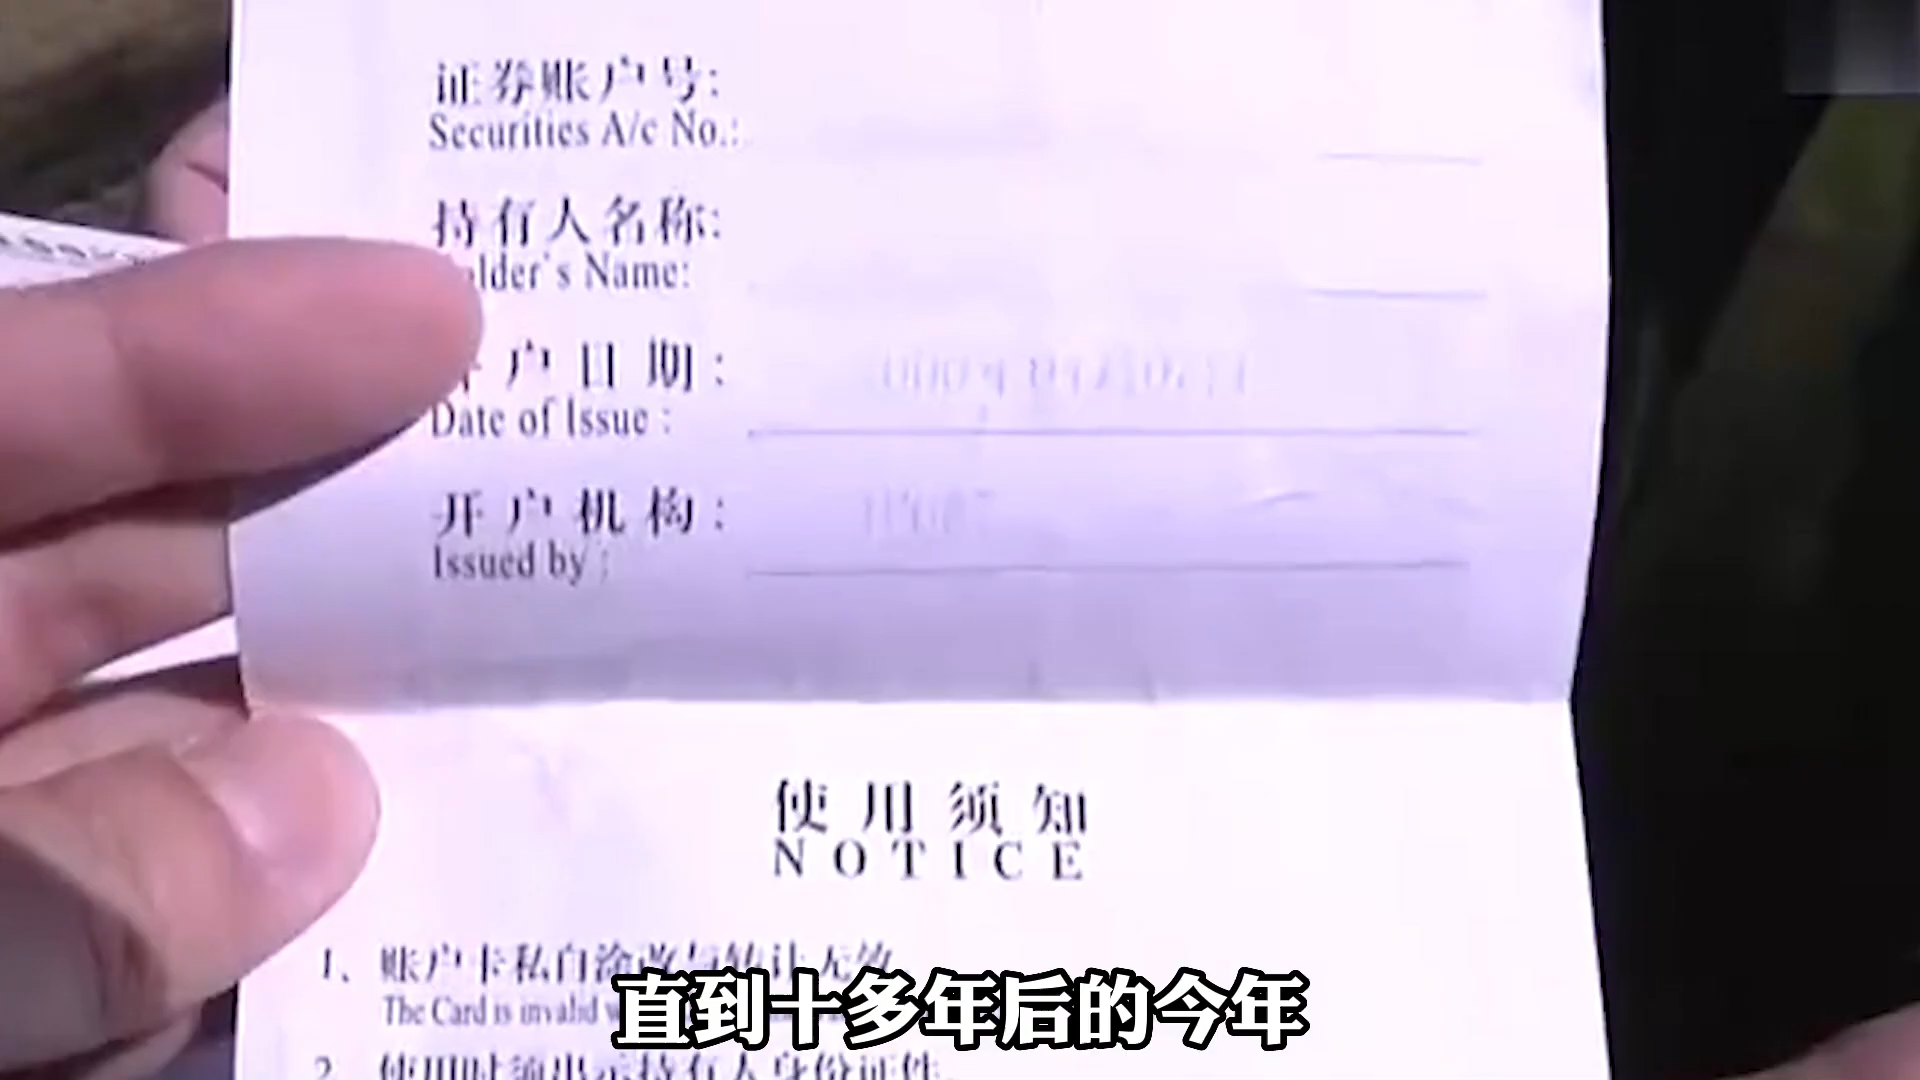 证券账户号:
Securities A/c No.:
持有人名称:
Holder's Name:
开户日期:
Date of Issue:
开户机构:
Issued by:
使用须知
NOTICE
1、账户卡私自涂改与转让无效
The Card is invalid
直到十多年后的今年
2、使用时须出示持有人身份证件。